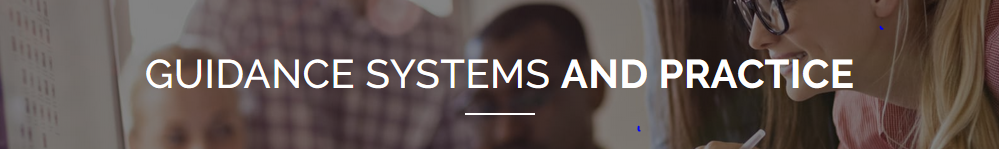 GUIDANCE SYSTEMS AND PRACTICE